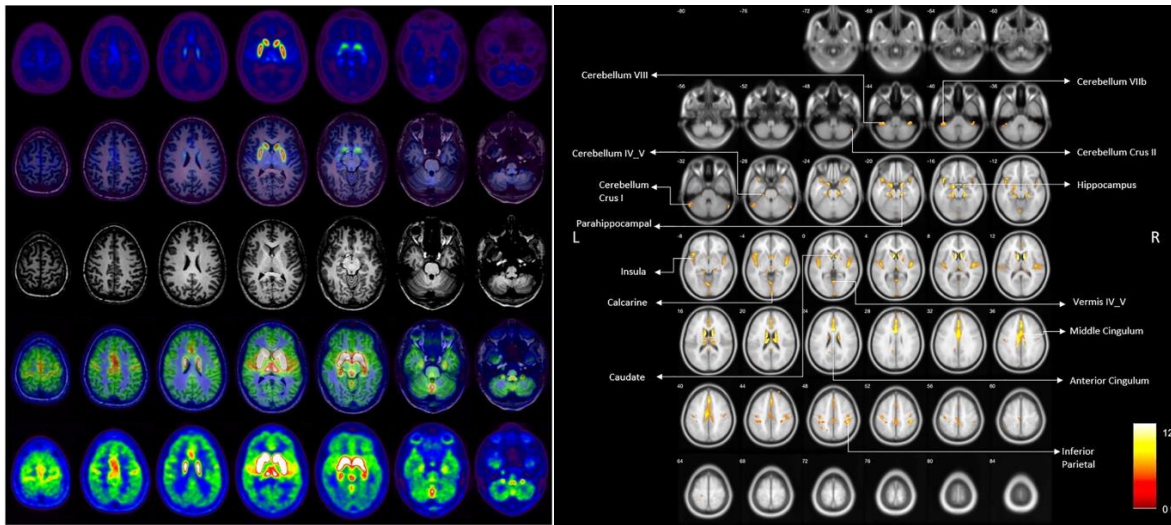 -80 -76 -72 -68 -64 -60
Cerebellum VIII
Cerebellum VIIb
-56 -52 -48 -44 -40 -36
Cerebellum IV_V
Cerebellum Crus II
-32 -28 -24 -20 -16 -12
Cerebellum
Crus I
Hippocampus
Parahippocampal
L
R
-8 -4 0 4 8 12
Insula
Calcarine
Vermis IV_V
16 20 24 28 32 36
Middle Cingulum
Caudate
Anterior Cingulum
40 44 48 52 56 60
Inferior
Parietal
12
0
64 68 72 76 80 84